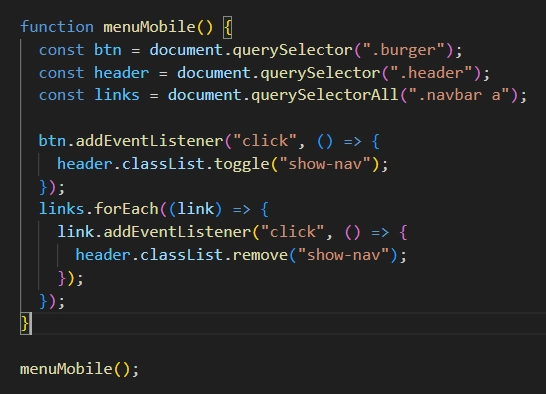 function menuMobile() {
  const btn = document.querySelector(".burger");
  const header = document.querySelector(".header");
  const links = document.querySelectorAll(".navbar a");

  btn.addEventListener("click", () => {
    header.classList.toggle("show-nav");
  });
  links.forEach((link) => {
    link.addEventListener("click", () => {
      header.classList.remove("show-nav");
    });
  });
}

menuMobile();